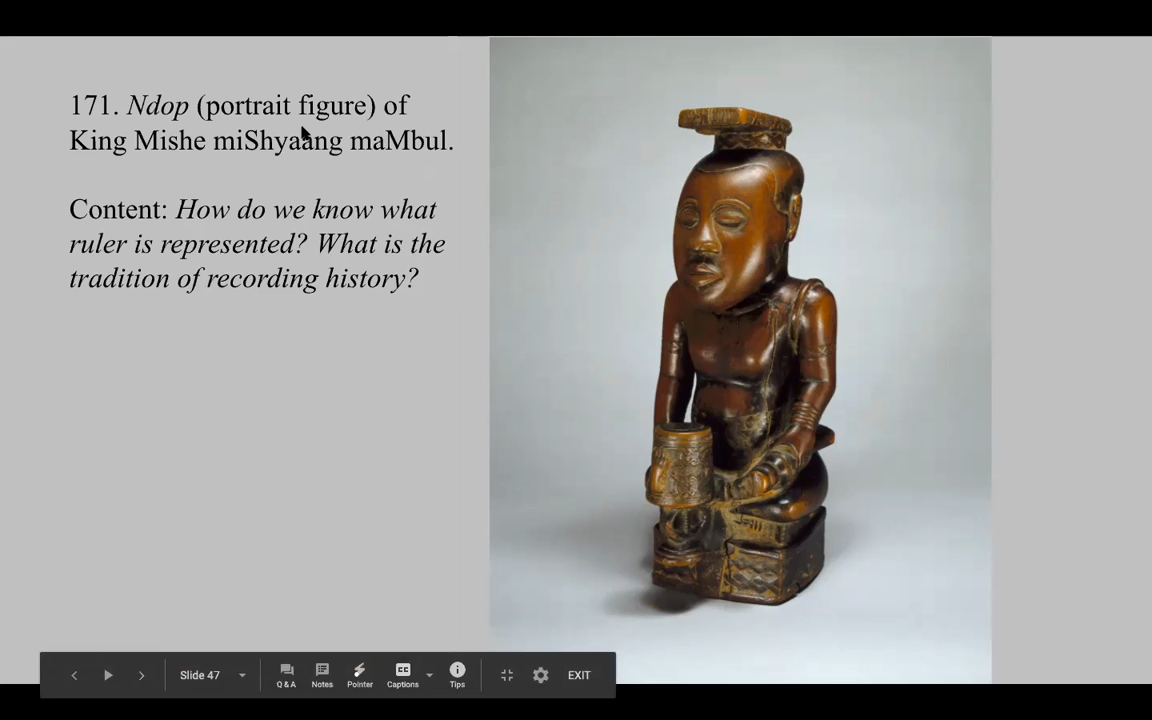 171. Ndop (portrait figure) of
King Mishe miShyaang maMbul.
Content: How do we know what
ruler is represented? What is the
tradition of recording history?
Slide 47
Q & A
Notes
Pointer
Captions
Tips
EXIT